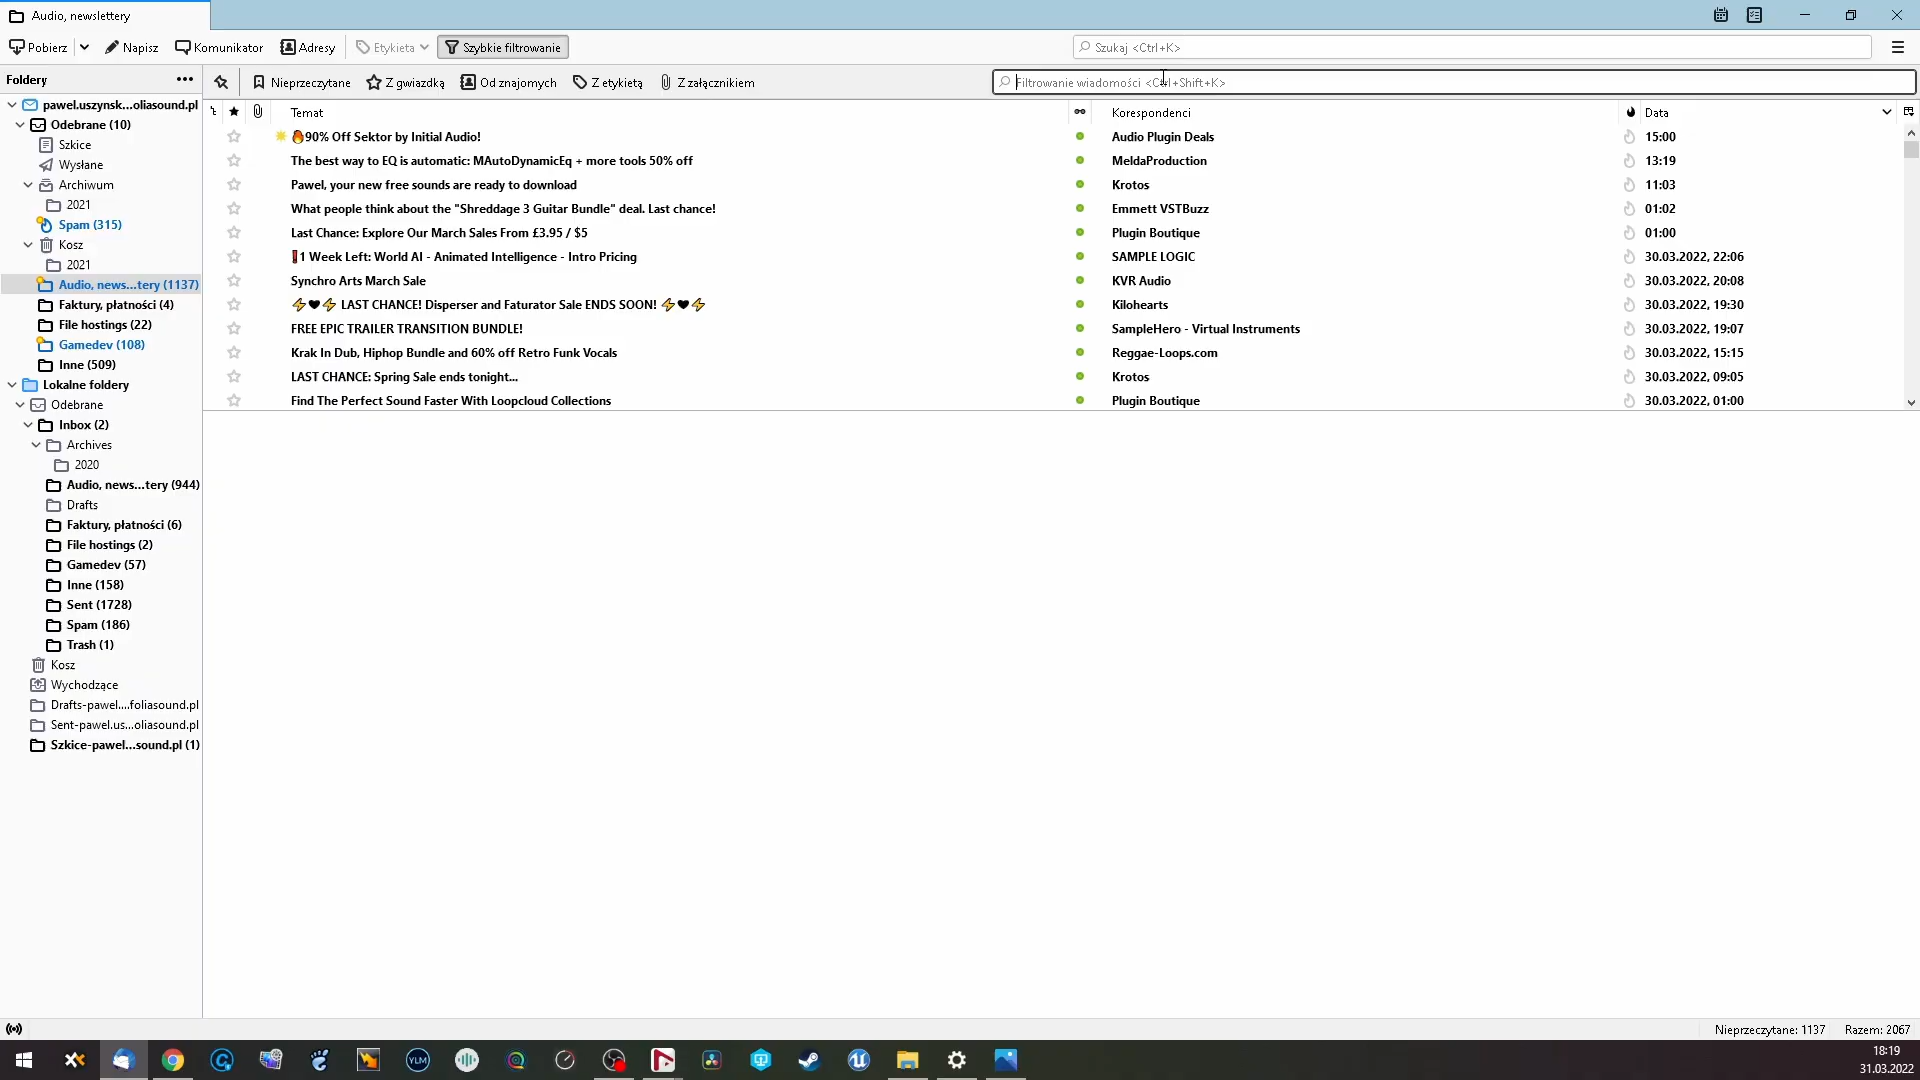 Audio, newslettery
Pobierz
Napisz
Komunikator
Adresy
Etykieta
Szybkie filtrowanie
Szukaj <Ctrl+K>
Foldery
Nieprzeczytane
Z gwiazdką
Od znajomych
Z etykietą
Z załącznikiem
Filtrowanie wiadomości <Ctrl+Shift+K>
pawel.uszynsk...oliasound.pl
Odebrane (10)
Szkice
Wysłane
Archiwum
2021
Spam (315)
Kosz
2021
Audio, news...tery (1137)
Faktury, płatności (4)
File hostings (22)
Gamedev (108)
Inne (509)
Lokalne foldery
Odebrane
Inbox (2)
Archives
2020
Audio, news...tery (944)
Drafts
Faktury, płatności (6)
File hostings (2)
Gamedev (57)
Inne (158)
Sent (1728)
Spam (186)
Trash (1)
Kosz
Wychodzące
Drafts-pawel....foliasound.pl
Sent-pawel.us...oliasound.pl
Szkice-pawel...sound.pl (1)
Temat Korespondenci Data
90% Off Sektor by Initial Audio! Audio Plugin Deals 15:00
The best way to EQ is automatic: MAutoDynamicEq + more tools 50% off MeldaProduction 13:19
Pawel, your new free sounds are ready to download Krotos 11:03
What people think about the "Shreddage 3 Guitar Bundle" deal. Last chance! Emmett VSTBuzz 01:02
Last Chance: Explore Our March Sales From £3.95 / $5 Plugin Boutique 01:00
❗1 Week Left: World AI - Animated Intelligence - Intro Pricing SAMPLE LOGIC 30.03.2022, 22:06
Synchro Arts March Sale KVR Audio 30.03.2022, 20:08
⚡🖤⚡ LAST CHANCE! Disperser and Faturator Sale ENDS SOON! ⚡🖤⚡ Kilohearts 30.03.2022, 19:30
FREE EPIC TRAILER TRANSITION BUNDLE! SampleHero - Virtual Instruments 30.03.2022, 19:07
Krak In Dub, Hiphop Bundle and 60% off Retro Funk Vocals Reggae-Loops.com 30.03.2022, 15:15
LAST CHANCE: Spring Sale ends tonight... Krotos 30.03.2022, 09:05
Find The Perfect Sound Faster With Loopcloud Collections Plugin Boutique 30.03.2022, 01:00
Nieprzeczytane: 1137 Razem: 2067
YLM
18:19
31.03.2022